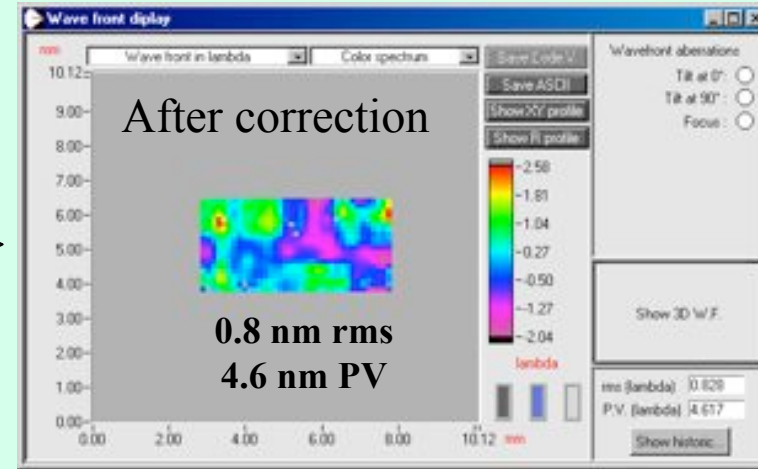 Wave front diplay
mm
Wave front in lambda
Color spectrum
Save Code V
Save ASCII
Show XY profile
Show R profile
Wavefront aberrations
Tilt at 0° :
Tilt at 90° :
Focus :
After correction
10.12
9.00
8.00
7.00
6.00
5.00
4.00
3.00
2.00
1.00
0.00
0.00 2.00 4.00 6.00 8.00 10.12 mm
0.8 nm rms
4.6 nm PV
2.58
1.81
1.04
0.27
-0.50
-1.27
-2.04
lambda
Show 3D W.F.
rms (lambda) 0.828
P.V. (lambda) 4.617
Show historic...